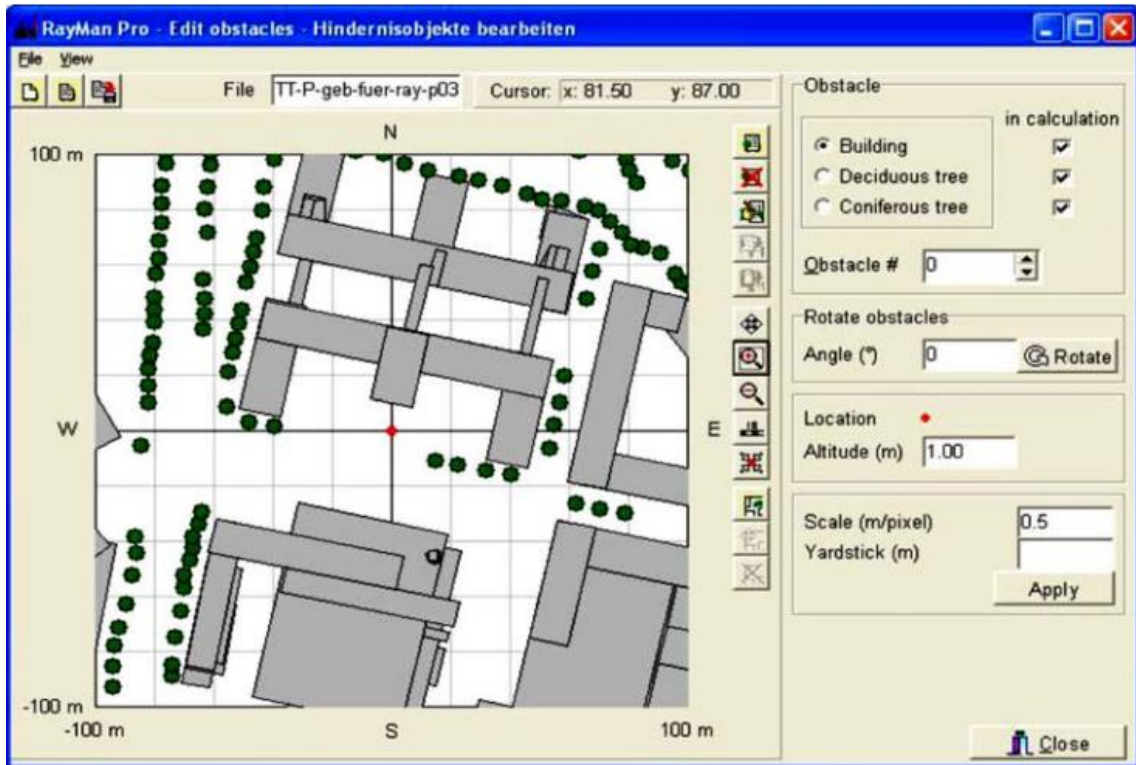 RayMan Pro - Edit obstacles - Hindernisobjekte bearbeiten
File View
File TT-P-geb-fuer-ray-p03 Cursor: x: 81.50 y: 87.00
N
100 m
W
E
-100 m
-100 m
S
100 m
Obstacle
in calculation
Building
Deciduous tree
Coniferous tree
Obstacle # 0
Rotate obstacles
Angle (°) 0 Rotate
Location
Altitude (m) 1.00
Scale (m/pixel) 0.5
Yardstick (m)
Apply
Close